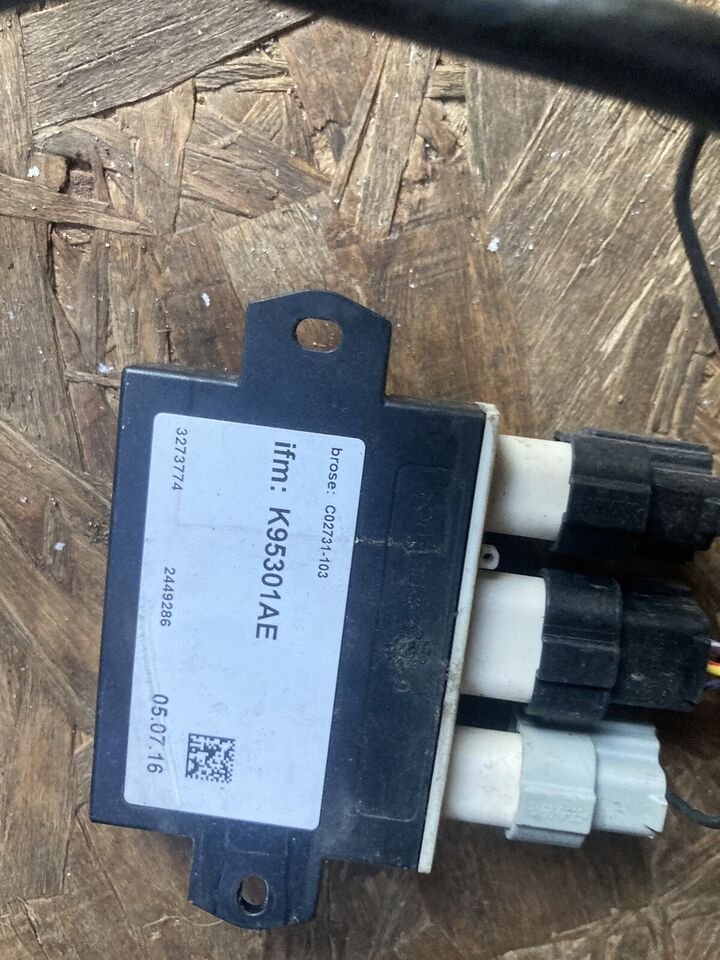 brose: C02731-103
ifm: K95301AE
3273774 2449286 05.07.16